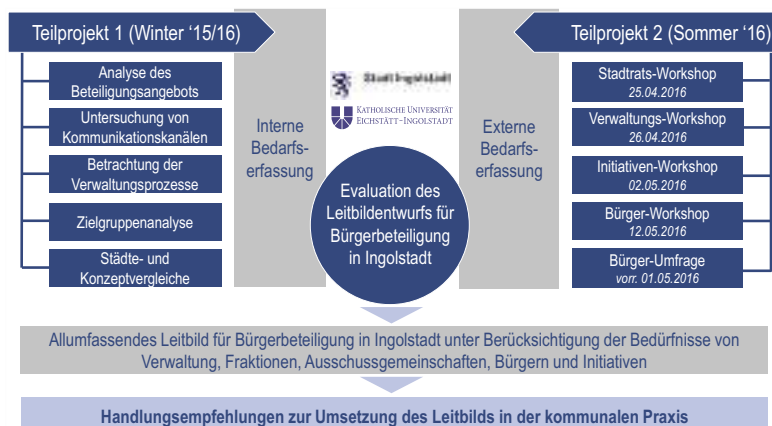 Teilprojekt 1 (Winter ‘15/16)
Analyse des
Beteiligungsangebots
Untersuchung von
Kommunikationskanälen
Betrachtung der
Verwaltungsprozesse
Zielgruppenanalyse
Städte- und
Konzeptvergleiche
Interne
Bedarfs-
erfassung
Stadt Ingolstadt
KATHOLISCHE UNIVERSITÄT
EICHSTÄTT-INGOLSTADT
Evaluation des
Leitbildentwurfs für
Bürgerbeteiligung
in Ingolstadt
Externe
Bedarfs-
erfassung
Teilprojekt 2 (Sommer ‘16)
Stadtrats-Workshop
25.04.2016
Verwaltungs-Workshop
26.04.2016
Initiativen-Workshop
02.05.2016
Bürger-Workshop
12.05.2016
Bürger-Umfrage
vorr. 01.05.2016
Allumfassendes Leitbild für Bürgerbeteiligung in Ingolstadt unter Berücksichtigung der Bedürfnisse von
Verwaltung, Fraktionen, Ausschussgemeinschaften, Bürgern und Initiativen
Handlungsempfehlungen zur Umsetzung des Leitbilds in der kommunalen Praxis